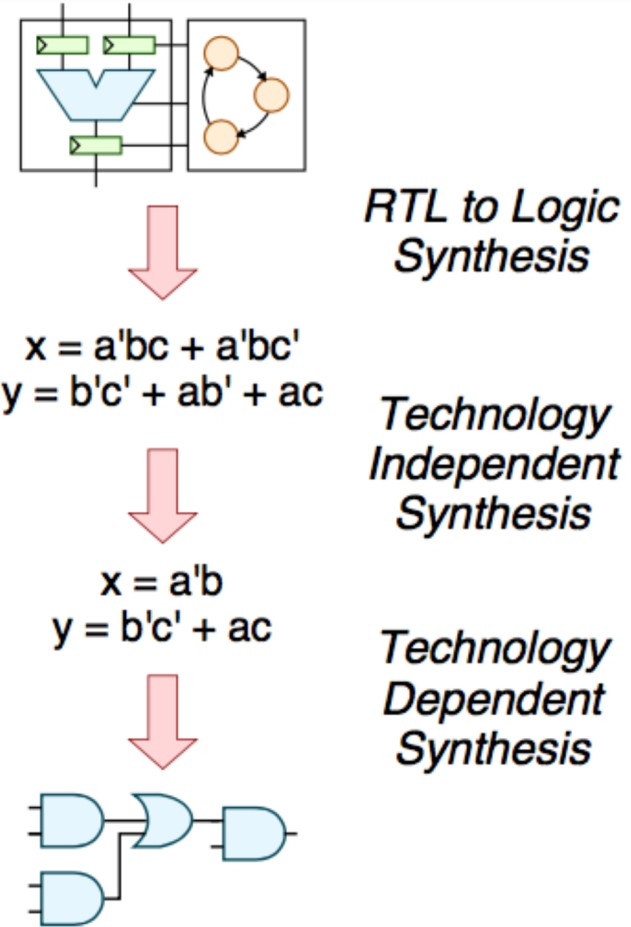 RTL to Logic
Synthesis
x = a'bc + a'bc'
y = b'c' + ab' + ac
Technology
Independent
Synthesis
x = a'b
y = b'c' + ac
Technology
Dependent
Synthesis